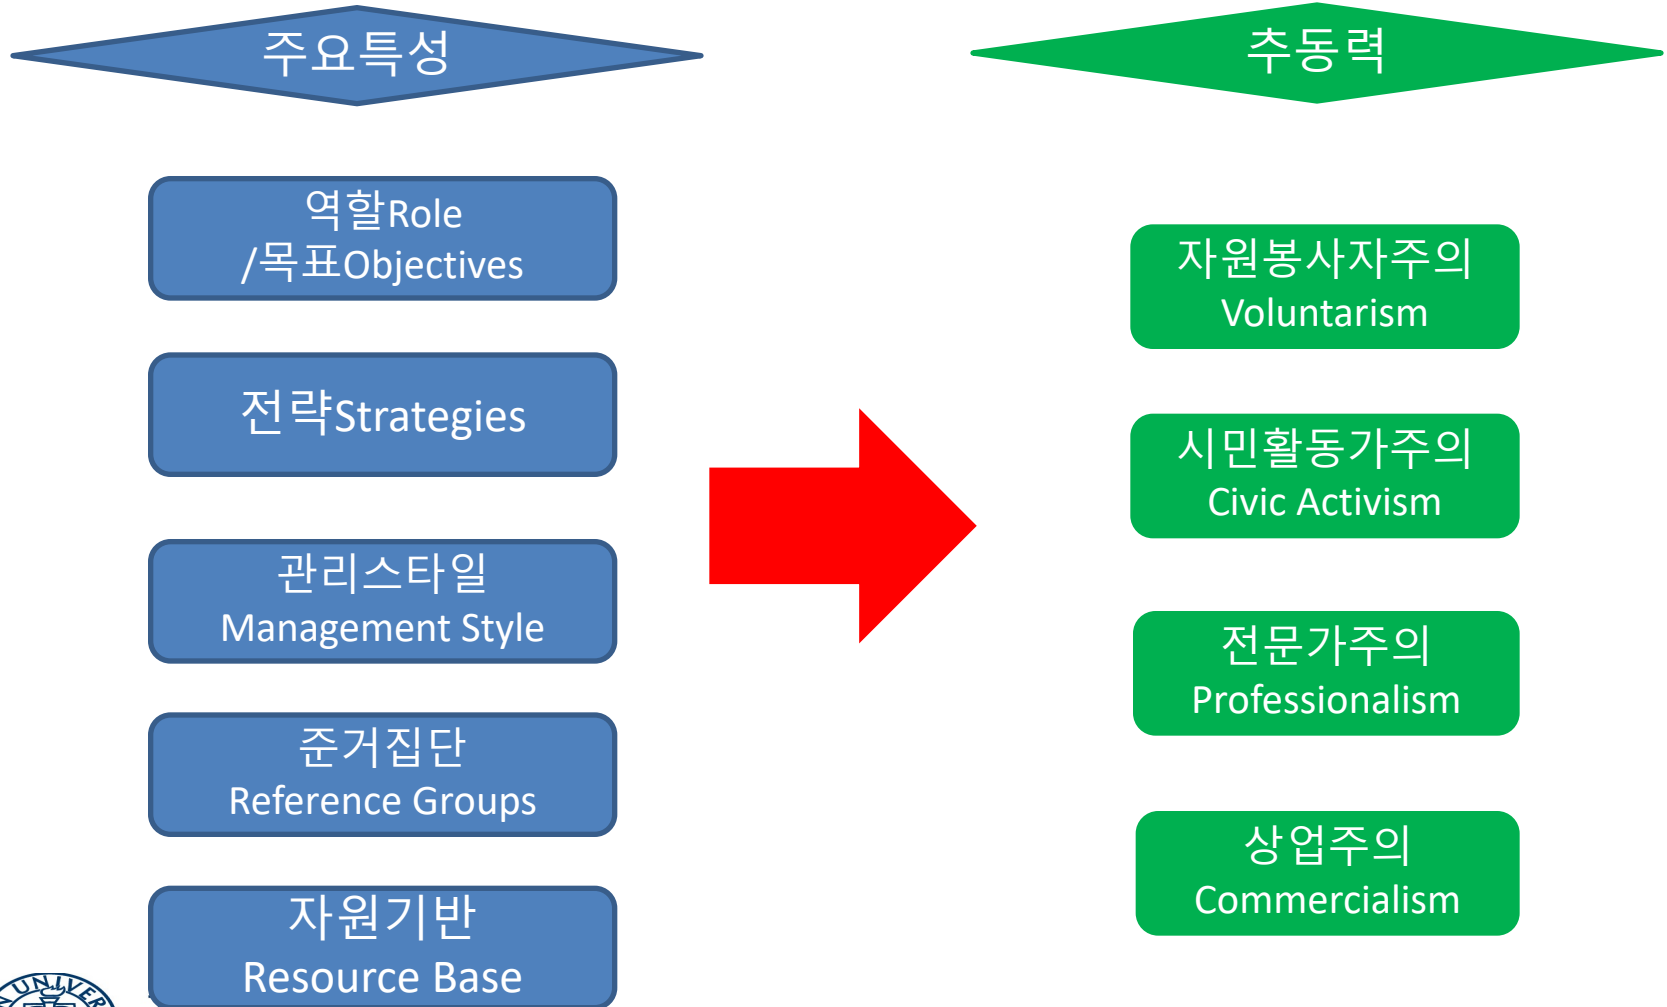 주요특성
추동력
역할Role
/목표Objectives
전략Strategies
관리스타일
Management Style
준거집단
Reference Groups
자원기반
Resource Base
자원봉사자주의
Voluntarism
시민활동가주의
Civic Activism
전문가주의
Professionalism
상업주의
Commercialism